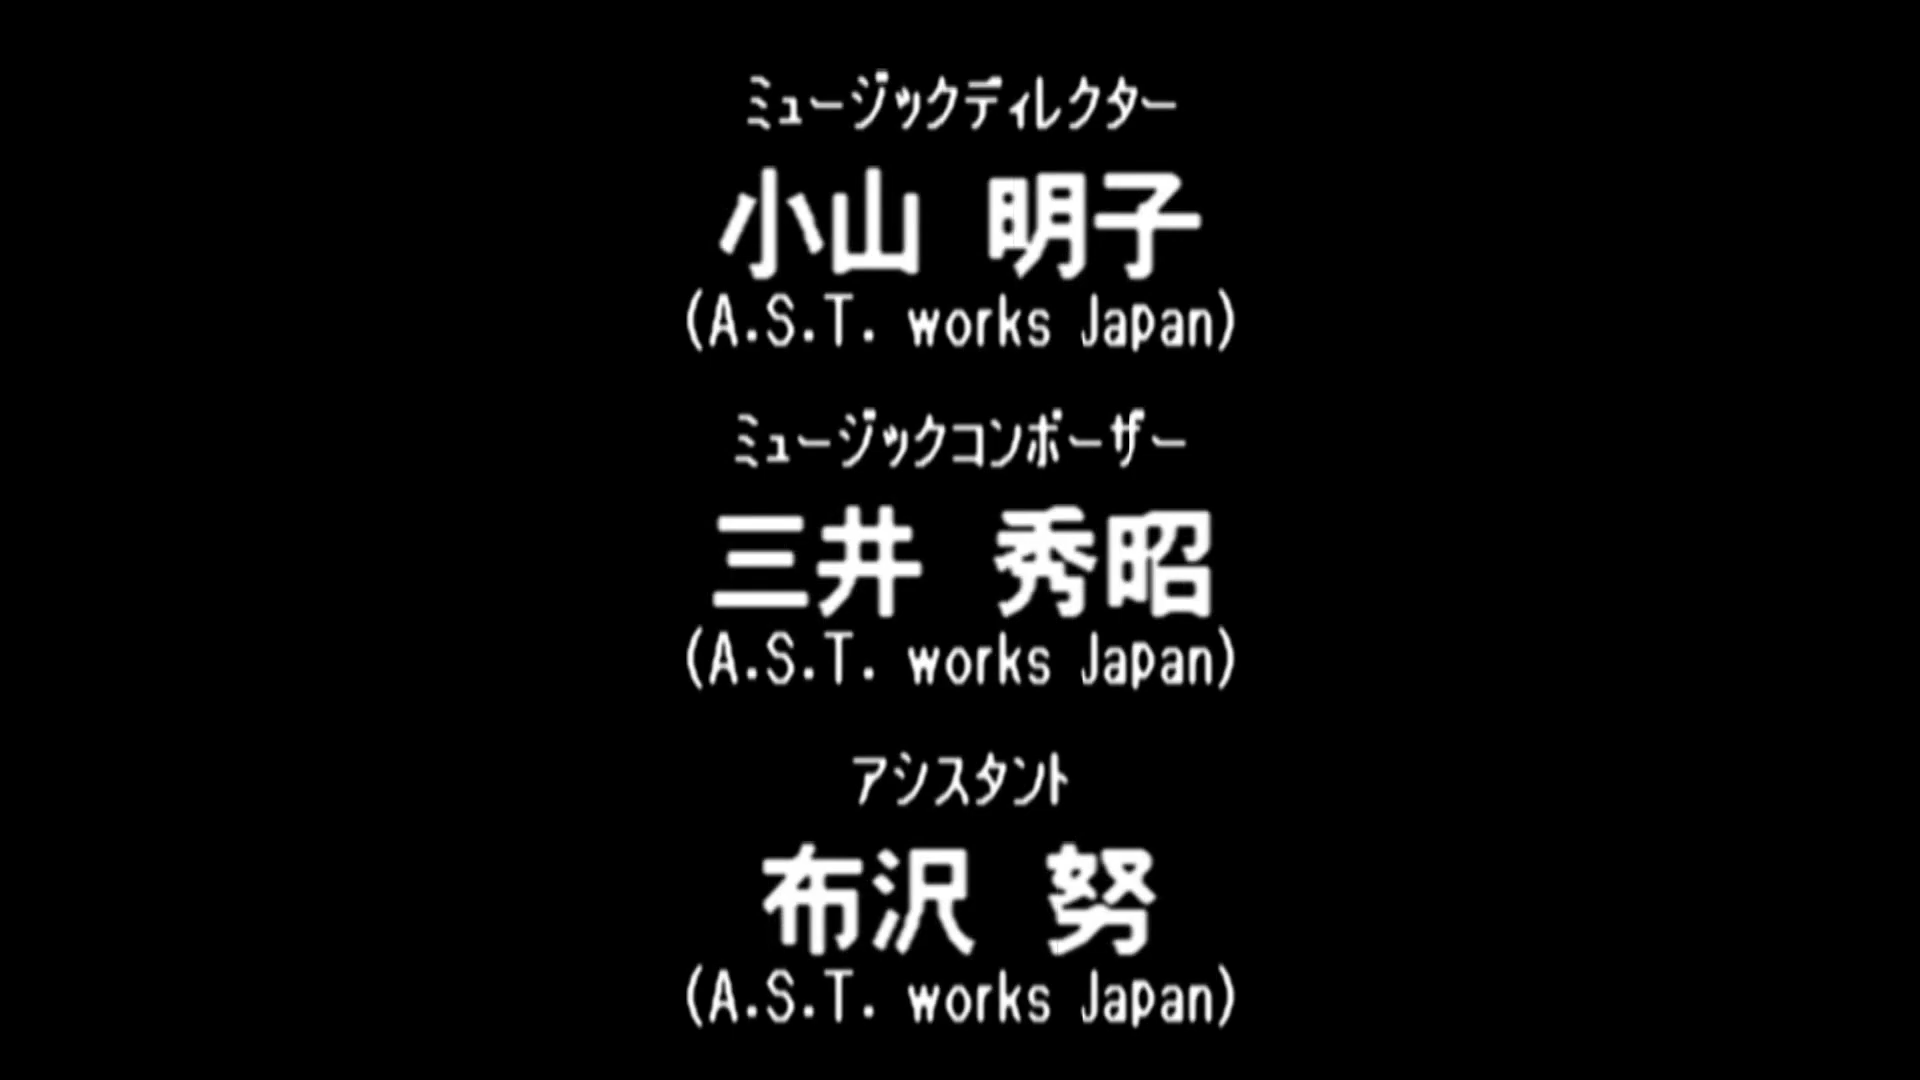 ミュージックディレクター
小山 明子
(A.S.T. works Japan)
ミュージックコンポーザー
三井 秀昭
(A.S.T. works Japan)
アシスタント
布沢 努
(A.S.T. works Japan)